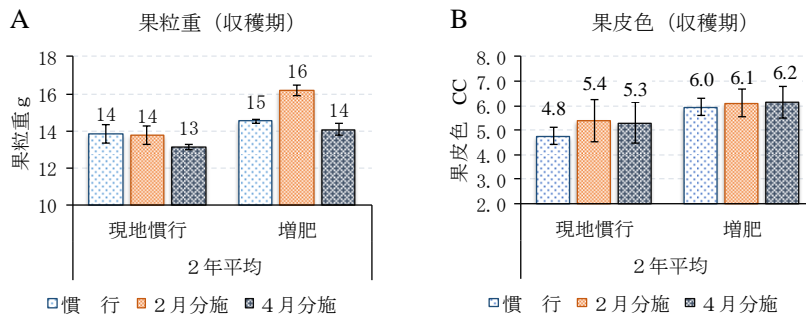 A
果粒重（収穫期）
果粒重g
18
16
14
12
10
14
14
13
15
16
14
現地慣行
増肥
２年平均
慣　行
２月分施
４月分施
B
果皮色（収穫期）
果皮色 CC
8.0
7.0
6.0
5.0
4.0
3.0
2.0
4.8
5.4
5.3
6.0
6.1
6.2
現地慣行
増肥
２年平均
慣　行
２月分施
４月分施